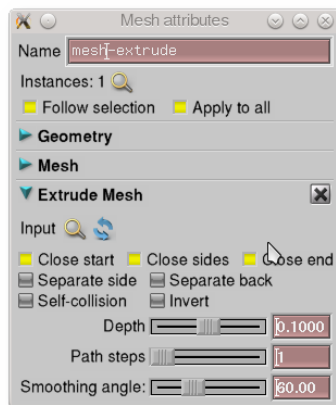 Mesh attributes
Name mesh-extrude
Instances: 1
Follow selection Apply to all
Geometry
Mesh
Extrude Mesh
Input
Close start Close sides Close end
Separate side Separate back
Self-collision Invert
Depth 0.1000
Path steps 1
Smoothing angle: 60.00